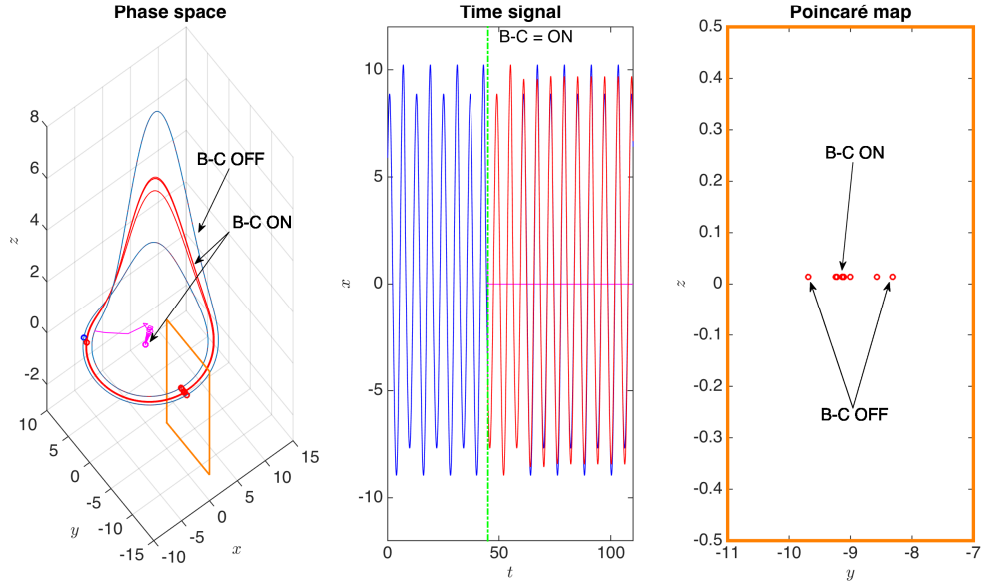 Phase space
8
6
4
2
0
-2
z
10
5
0
-5
-10
-15
y
-10
-5
0
5
10
15
x
B-C OFF
B-C ON
Time signal
B-C = ON
10
5
0
-5
-10
x
0
50
100
t
Poincaré map
0.5
0.4
0.3
0.2
0.1
0
-0.1
-0.2
-0.3
-0.4
-0.5
z
B-C ON
B-C OFF
-11
-10
-9
-8
-7
y